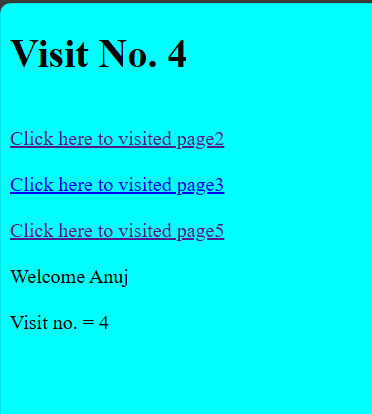 Visit No. 4
Click here to visited page2
Click here to visited page3
Click here to visited page5
Welcome Anuj
Visit no. = 4